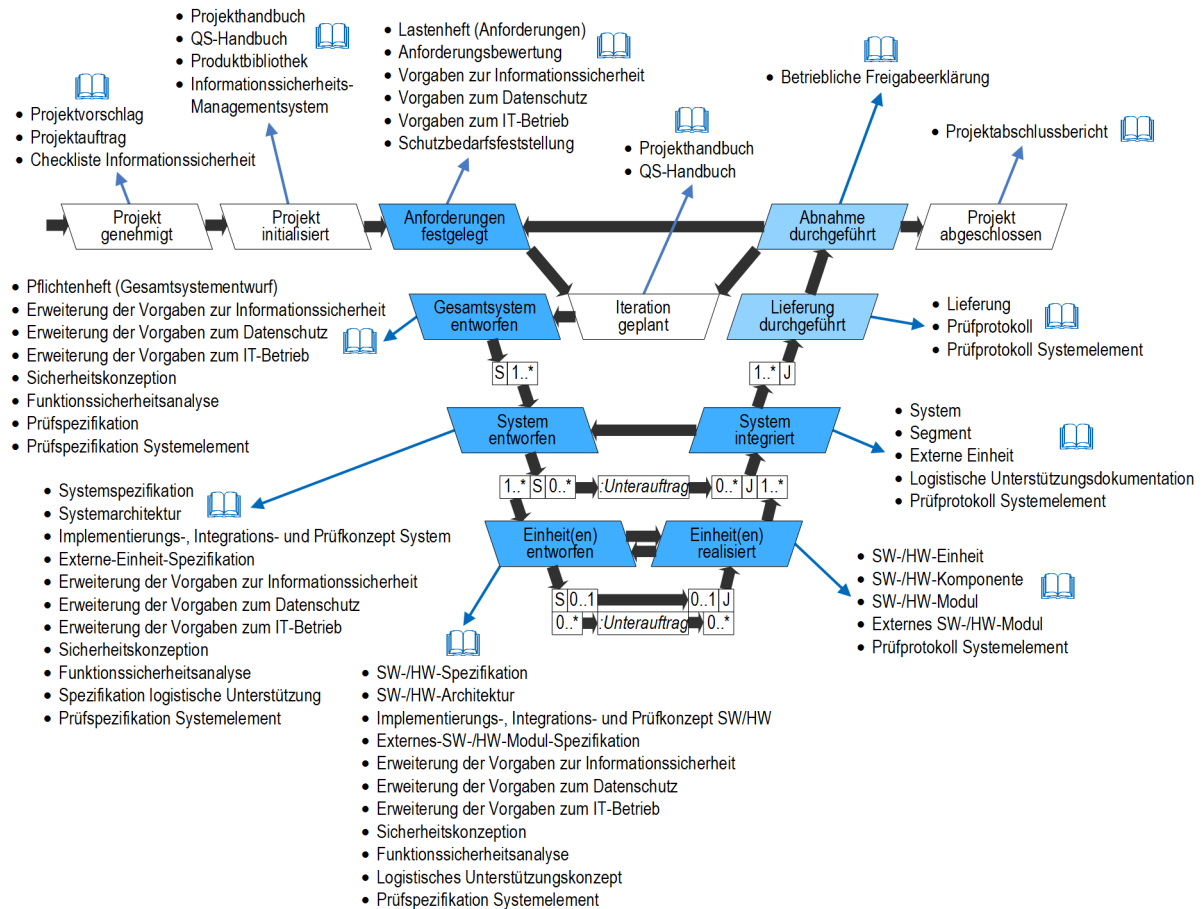 • Projekthandbuch
• QS-Handbuch
• Produktbibliothek
• Informationssicherheits-
Managementsystem
• Lastenheft (Anforderungen)
• Anforderungsbewertung
• Vorgaben zur Informationssicherheit
• Vorgaben zum Datenschutz
• Vorgaben zum IT-Betrieb
• Schutzbedarfsfeststellung
• Betriebliche Freigabeerklärung
• Projektvorschlag
• Projektauftrag
• Checkliste Informationssicherheit
• Projekthandbuch
• QS-Handbuch
• Projektabschlussbericht
Projekt
genehmigt
Projekt
initialisiert
Anforderungen
festgelegt
Abnahme
durchgeführt
Projekt
abgeschlossen
• Pflichtenheft (Gesamtsystementwurf)
• Erweiterung der Vorgaben zur Informationssicherheit
• Erweiterung der Vorgaben zum Datenschutz
• Erweiterung der Vorgaben zum IT-Betrieb
• Sicherheitskonzeption
• Funktionssicherheitsanalyse
• Prüfspezifikation
• Prüfspezifikation Systemelement
Gesamtsystem
entworfen
Iteration
geplant
Lieferung
durchgeführt
• Lieferung
• Prüfprotokoll
• Prüfprotokoll Systemelement
S 1..*
1..* J
System
entworfen
System
integriert
• System
• Segment
• Externe Einheit
• Logistische Unterstützungsdokumentation
• Prüfprotokoll Systemelement
1..* S 0..*
:Unterauftrag
0..* J 1..*
• Systemspezifikation
• Systemarchitektur
• Implementierungs-, Integrations- und Prüfkonzept System
• Externe-Einheit-Spezifikation
• Erweiterung der Vorgaben zur Informationssicherheit
• Erweiterung der Vorgaben zum Datenschutz
• Erweiterung der Vorgaben zum IT-Betrieb
• Sicherheitskonzeption
• Funktionssicherheitsanalyse
• Spezifikation logistische Unterstützung
• Prüfspezifikation Systemelement
Einheit(en)
entworfen
Einheit(en)
realisiert
• SW-/HW-Einheit
• SW-/HW-Komponente
• SW-/HW-Modul
• Externes SW-/HW-Modul
• Prüfprotokoll Systemelement
S 0..1
0..1 J
0..*
:Unterauftrag
0..*
• SW-/HW-Spezifikation
• SW-/HW-Architektur
• Implementierungs-, Integrations- und Prüfkonzept SW/HW
• Externes-SW-/HW-Modul-Spezifikation
• Erweiterung der Vorgaben zur Informationssicherheit
• Erweiterung der Vorgaben zum Datenschutz
• Erweiterung der Vorgaben zum IT-Betrieb
• Sicherheitskonzeption
• Funktionssicherheitsanalyse
• Logistisches Unterstützungskonzept
• Prüfspezifikation Systemelement